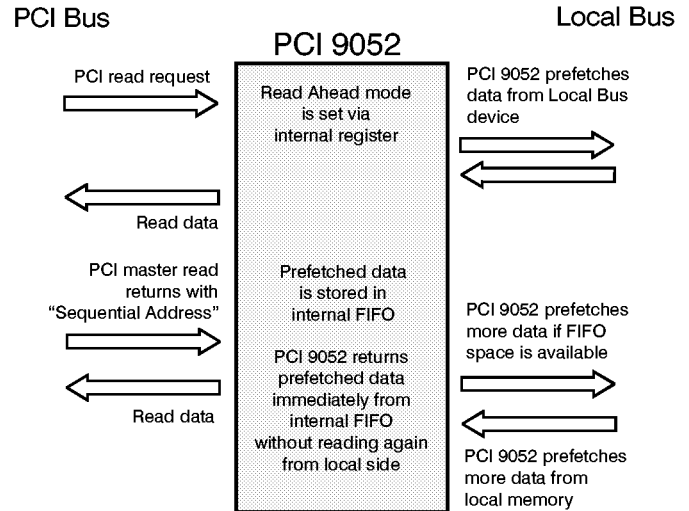 PCI Bus
Local Bus
PCI 9052
PCI read request
Read Ahead mode
is set via
internal register
PCI 9052 prefetches
data from Local Bus
device
Read data
PCI master read
returns with
“Sequential Address”
Prefetched data
is stored in
internal FIFO
PCI 9052 prefetches
more data if FIFO
space is available
PCI 9052 returns
prefetched data
immediately from
internal FIFO
without reading again
from local side
Read data
PCI 9052 prefetches
more data from
local memory